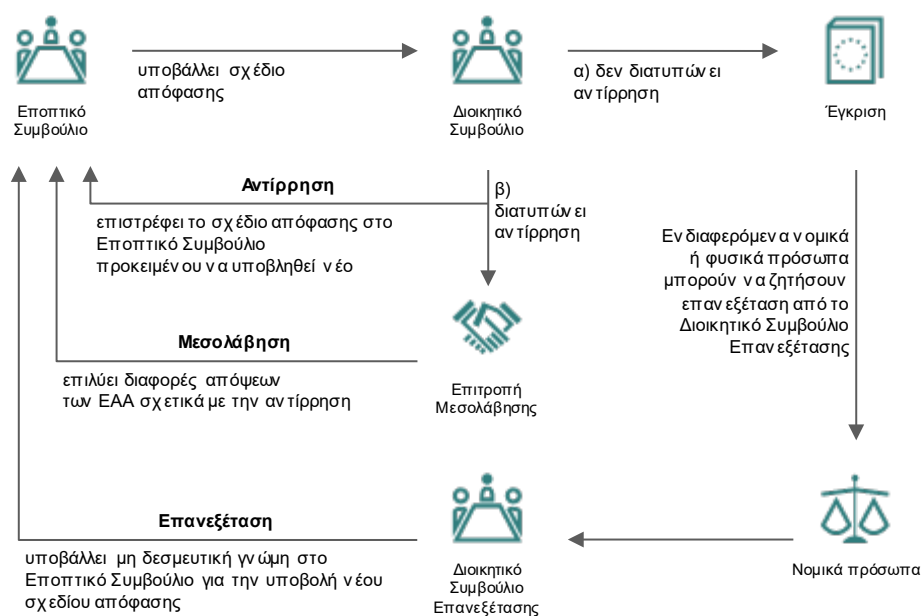 υποβάλλει σχέδιο
απόφασης
α) δεν διατυπώνει
αντίρρηση
Εποπτικό
Συμβούλιο
Διοικητικό
Συμβούλιο
Έγκριση
Αντίρρηση
επιστρέφει το σχέδιο απόφασης στο
Εποπτικό Συμβούλιο
προκειμένου να υποβληθεί νέο
β)
διατυπώνει
αντίρρηση
Ενδιαφερόμενα νομικά
ή φυσικά πρόσωπα
μπορούν να ζητήσουν
επανεξέταση από το
Διοικητικό Συμβούλιο
Επανεξέτασης
Μεσολάβηση
επιλύει διαφορές απόψεων
των ΕΑΑ σχετικά με την αντίρρηση
Επιτροπή
Μεσολάβησης
Επανεξέταση
υποβάλλει μη δεσμευτική γνώμη στο
Εποπτικό Συμβούλιο για την υποβολή νέου
σχεδίου απόφασης
Διοικητικό
Συμβούλιο
Επανεξέτασης
Νομικά πρόσωπα